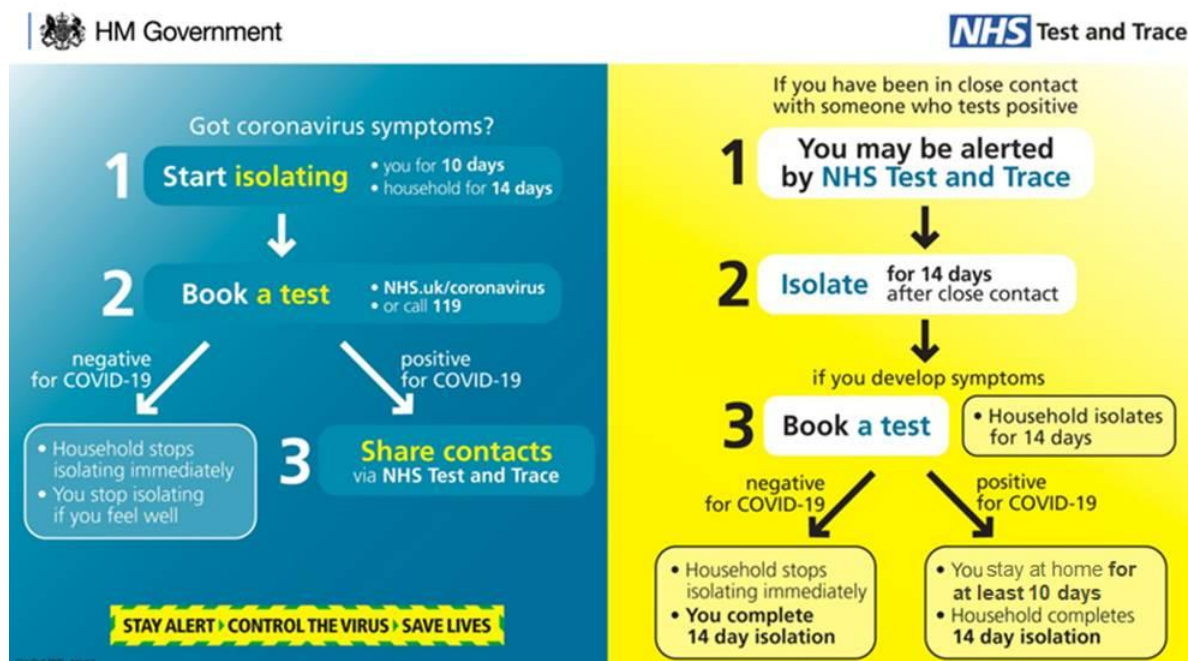 HM Government
NHS Test and Trace
Got coronavirus symptoms?
1
Start isolating
• you for 10 days
• household for 14 days
2
Book a test
• NHS.uk/coronavirus
• or call 119
negative
for COVID-19
positive
for COVID-19
• Household stops
isolating immediately
• You stop isolating
if you feel well
3
Share contacts
via NHS Test and Trace
STAY ALERT CONTROL THE VIRUS SAVE LIVES
If you have been in close contact
with someone who tests positive
1
You may be alerted
by NHS Test and Trace
2
Isolate
for 14 days
after close contact
if you develop symptoms
3
Book a test
• Household isolates
for 14 days
negative
for COVID-19
positive
for COVID-19
• Household stops
isolating immediately
• You complete
14 day isolation
• You stay at home for
at least 10 days
• Household completes
14 day isolation